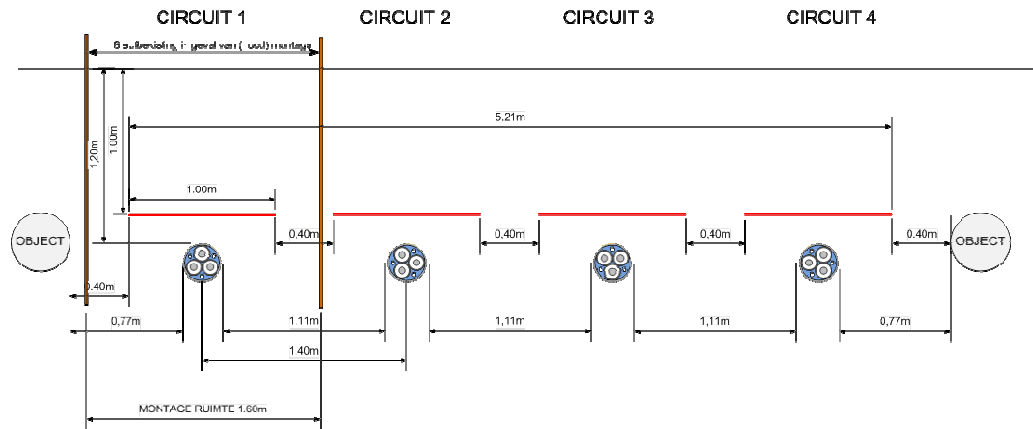 CIRCUIT 1
CIRCUIT 2
CIRCUIT 3
CIRCUIT 4
montage
5.21m
1.20m
1.00m
1.00m
0,40m
0,40m
0,40m
0.40m
OBJECT
OBJECT
0.40m
0,77m
1.11m
1,11m
1,11m
0,77m
1.40m
MONTAGE RUIMTE 1.60m